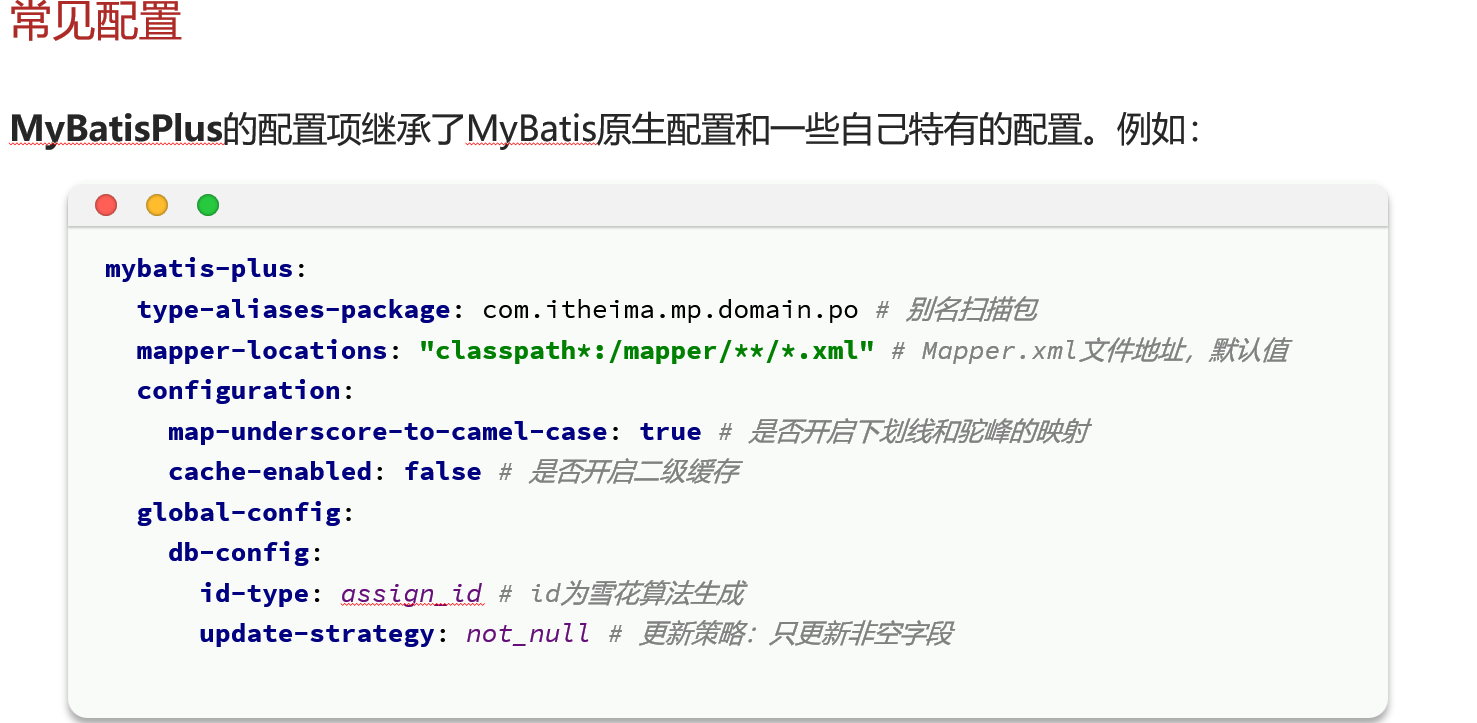 常见配置
MyBatisPlus的配置项继承了MyBatis原生配置和一些自己特有的配置。例如：
mybatis-plus:
  type-aliases-package: com.itheima.mp.domain.po # 别名扫描包
  mapper-locations: "classpath*:/mapper/**/*.xml" # Mapper.xml文件地址，默认值
  configuration:
    map-underscore-to-camel-case: true # 是否开启下划线和驼峰的映射
    cache-enabled: false # 是否开启二级缓存
  global-config:
    db-config:
      id-type: assign_id # id为雪花算法生成
      update-strategy: not_null # 更新策略：只更新非空字段